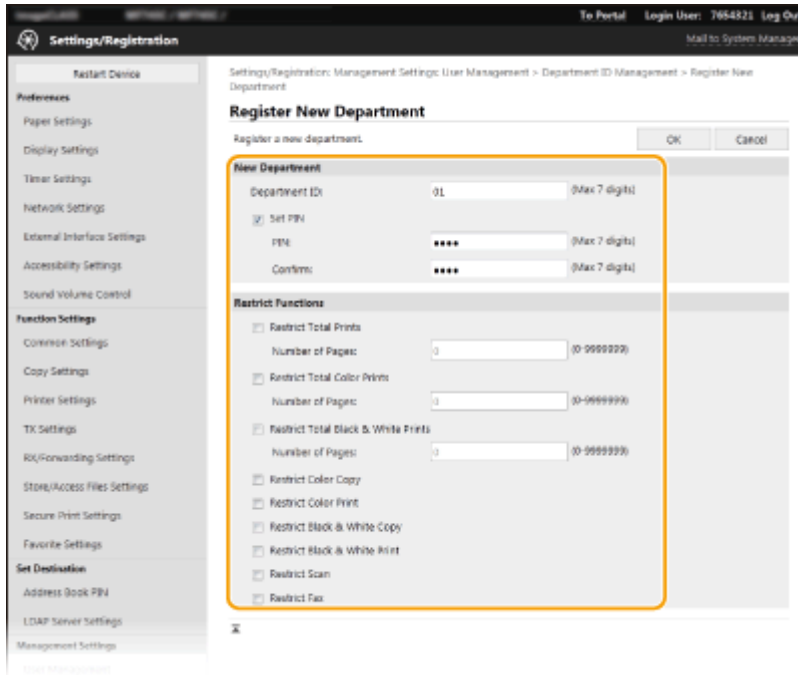 To Portal Login User: 7654321 Log Ou
Settings/Registration
Mail to System Manage
Restart Device
Preferences
Paper Settings
Display Settings
Timer Settings
Network Settings
External Interface Settings
Accessibility Settings
Sound Volume Control
Function Settings
Common Settings
Copy Settings
Printer Settings
TX Settings
RX/Forwarding Settings
Store/Access Files Settings
Secure Print Settings
Favorite Settings
Set Destination
Address Book PIN
LDAP Server Settings
Management Settings
User Management
Settings/Registration: Management Settings: User Management > Department ID Management > Register New
Department
Register New Department
Register a new department.
OK Cancel
New Department
Department ID: 01 (Max 7 digits)
Set PIN
PIN: •••• (Max 7 digits)
Confirm: •••• (Max 7 digits)
Restrict Functions
Restrict Total Prints
Number of Pages: 0 (0-9999999)
Restrict Total Color Prints
Number of Pages: 0 (0-9999999)
Restrict Total Black & White Prints
Number of Pages: 0 (0-9999999)
Restrict Color Copy
Restrict Color Print
Restrict Black & White Copy
Restrict Black & White Print
Restrict Scan
Restrict Fax